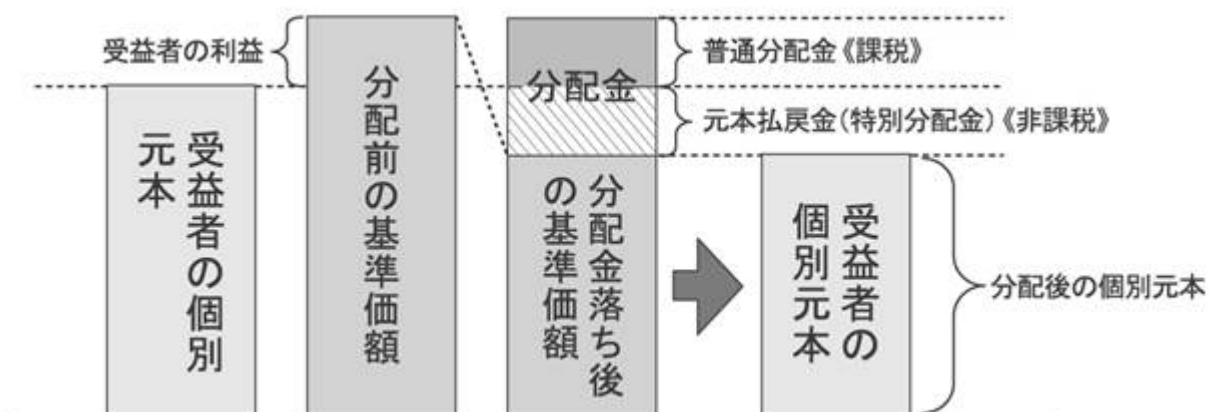 受益者の利益
受益者の個別
元本
分配前の基準価額
分配金
分配金落ち後
の基準価額
普通分配金《課税》
元本払戻金(特別分配金)《非課税》
受益者の
個別元本
分配後の個別元本